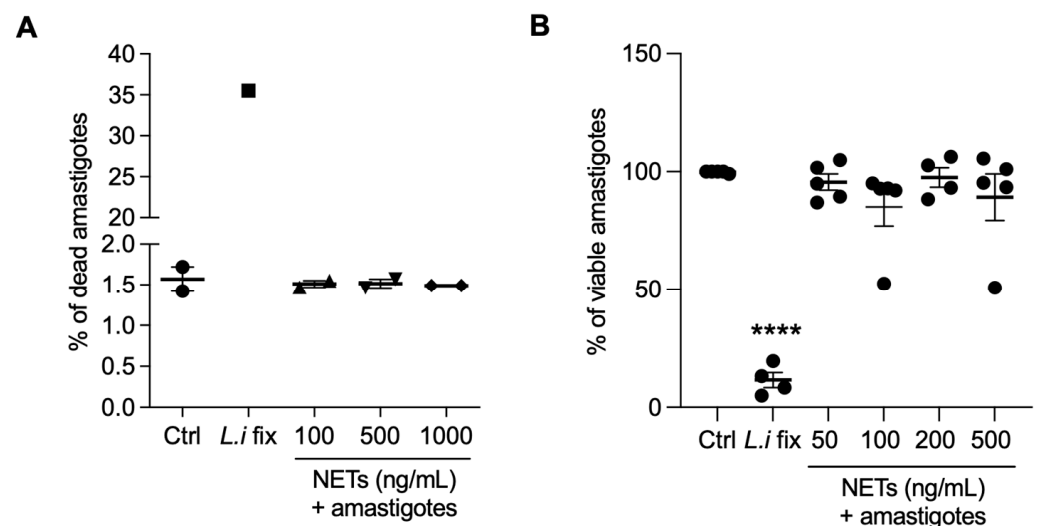 A
% of dead amastigotes
40
35
30
25
20
2.0
1.5
1.0
0.5
0.0
Ctrl L.i fix 100 500 1000
NETs (ng/mL)
+ amastigotes
B
% of viable amastigotes
150
100
50
0
****
Ctrl L.i fix 50 100 200 500
NETs (ng/mL)
+ amastigotes